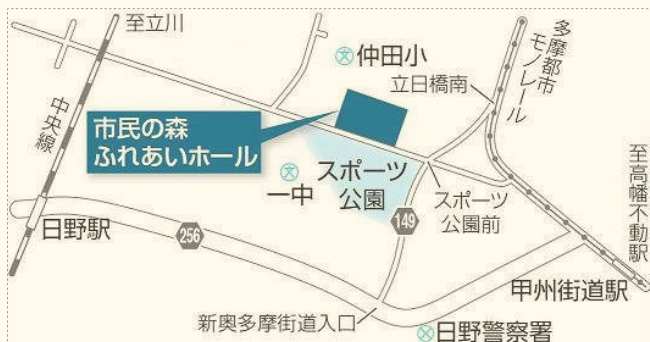 至立川
仲田小
立日橋南
多摩都市
モノレール
中央線
市民の森
ふれあいホール
一中
スポーツ
公園
スポーツ
公園前
至高幡不動駅
日野駅
256
149
甲州街道駅
新奥多摩街道入口
日野警察署
文
文